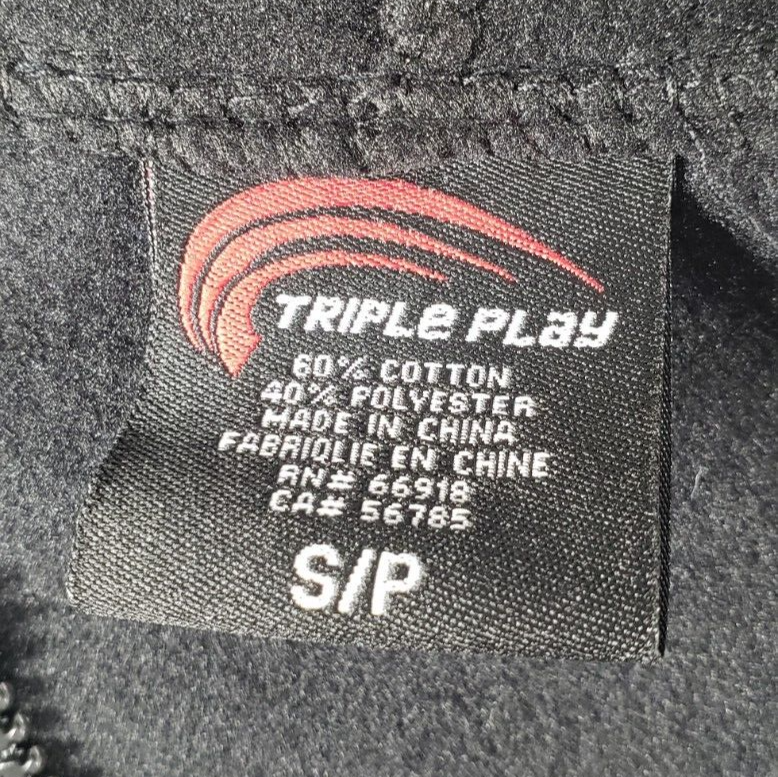 TRIPLE PLAY
60% COTTON
40% POLYESTER
MADE IN CHINA
FABRIQUE EN CHINE
RN# 66918
CA# 56785
S/P